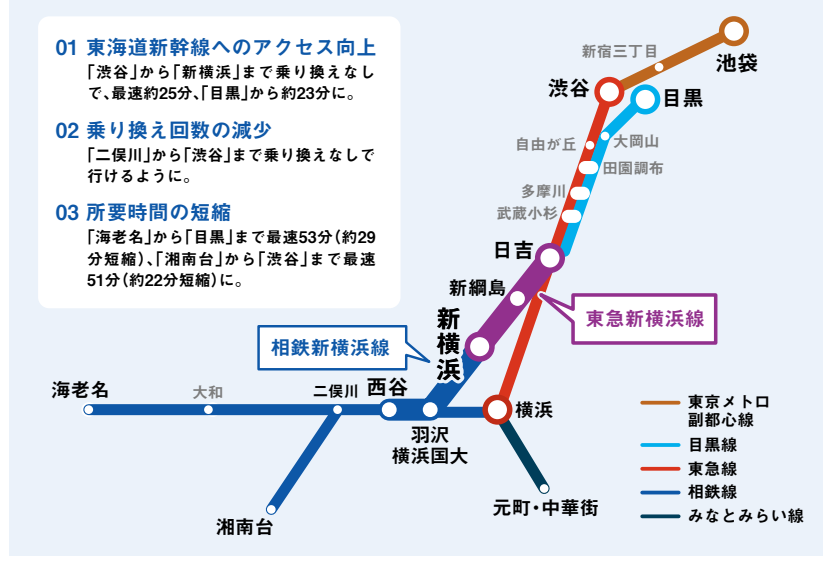 01 東海道新幹線へのアクセス向上
「渋谷」から「新横浜」まで乗り換えなし
で、最速約25分、「目黒」から約23分に。
02 乗り換え回数の減少
「二俣川」から「渋谷」まで乗り換えなしで
行けるように。
03 所要時間の短縮
「海老名」から「目黒」まで最速53分(約29
分短縮)、「湘南台」から「渋谷」まで最速
51分(約22分短縮)に。
新宿三丁目
池袋
渋谷
目黒
自由が丘
大岡山
田園調布
多摩川
武蔵小杉
日吉
新綱島
新横浜
東急新横浜線
相鉄新横浜線
海老名
大和
二俣川
西谷
羽沢
横浜国大
横浜
湘南台
元町・中華街
東京メトロ
副都心線
目黒線
東急線
相鉄線
みなとみらい線